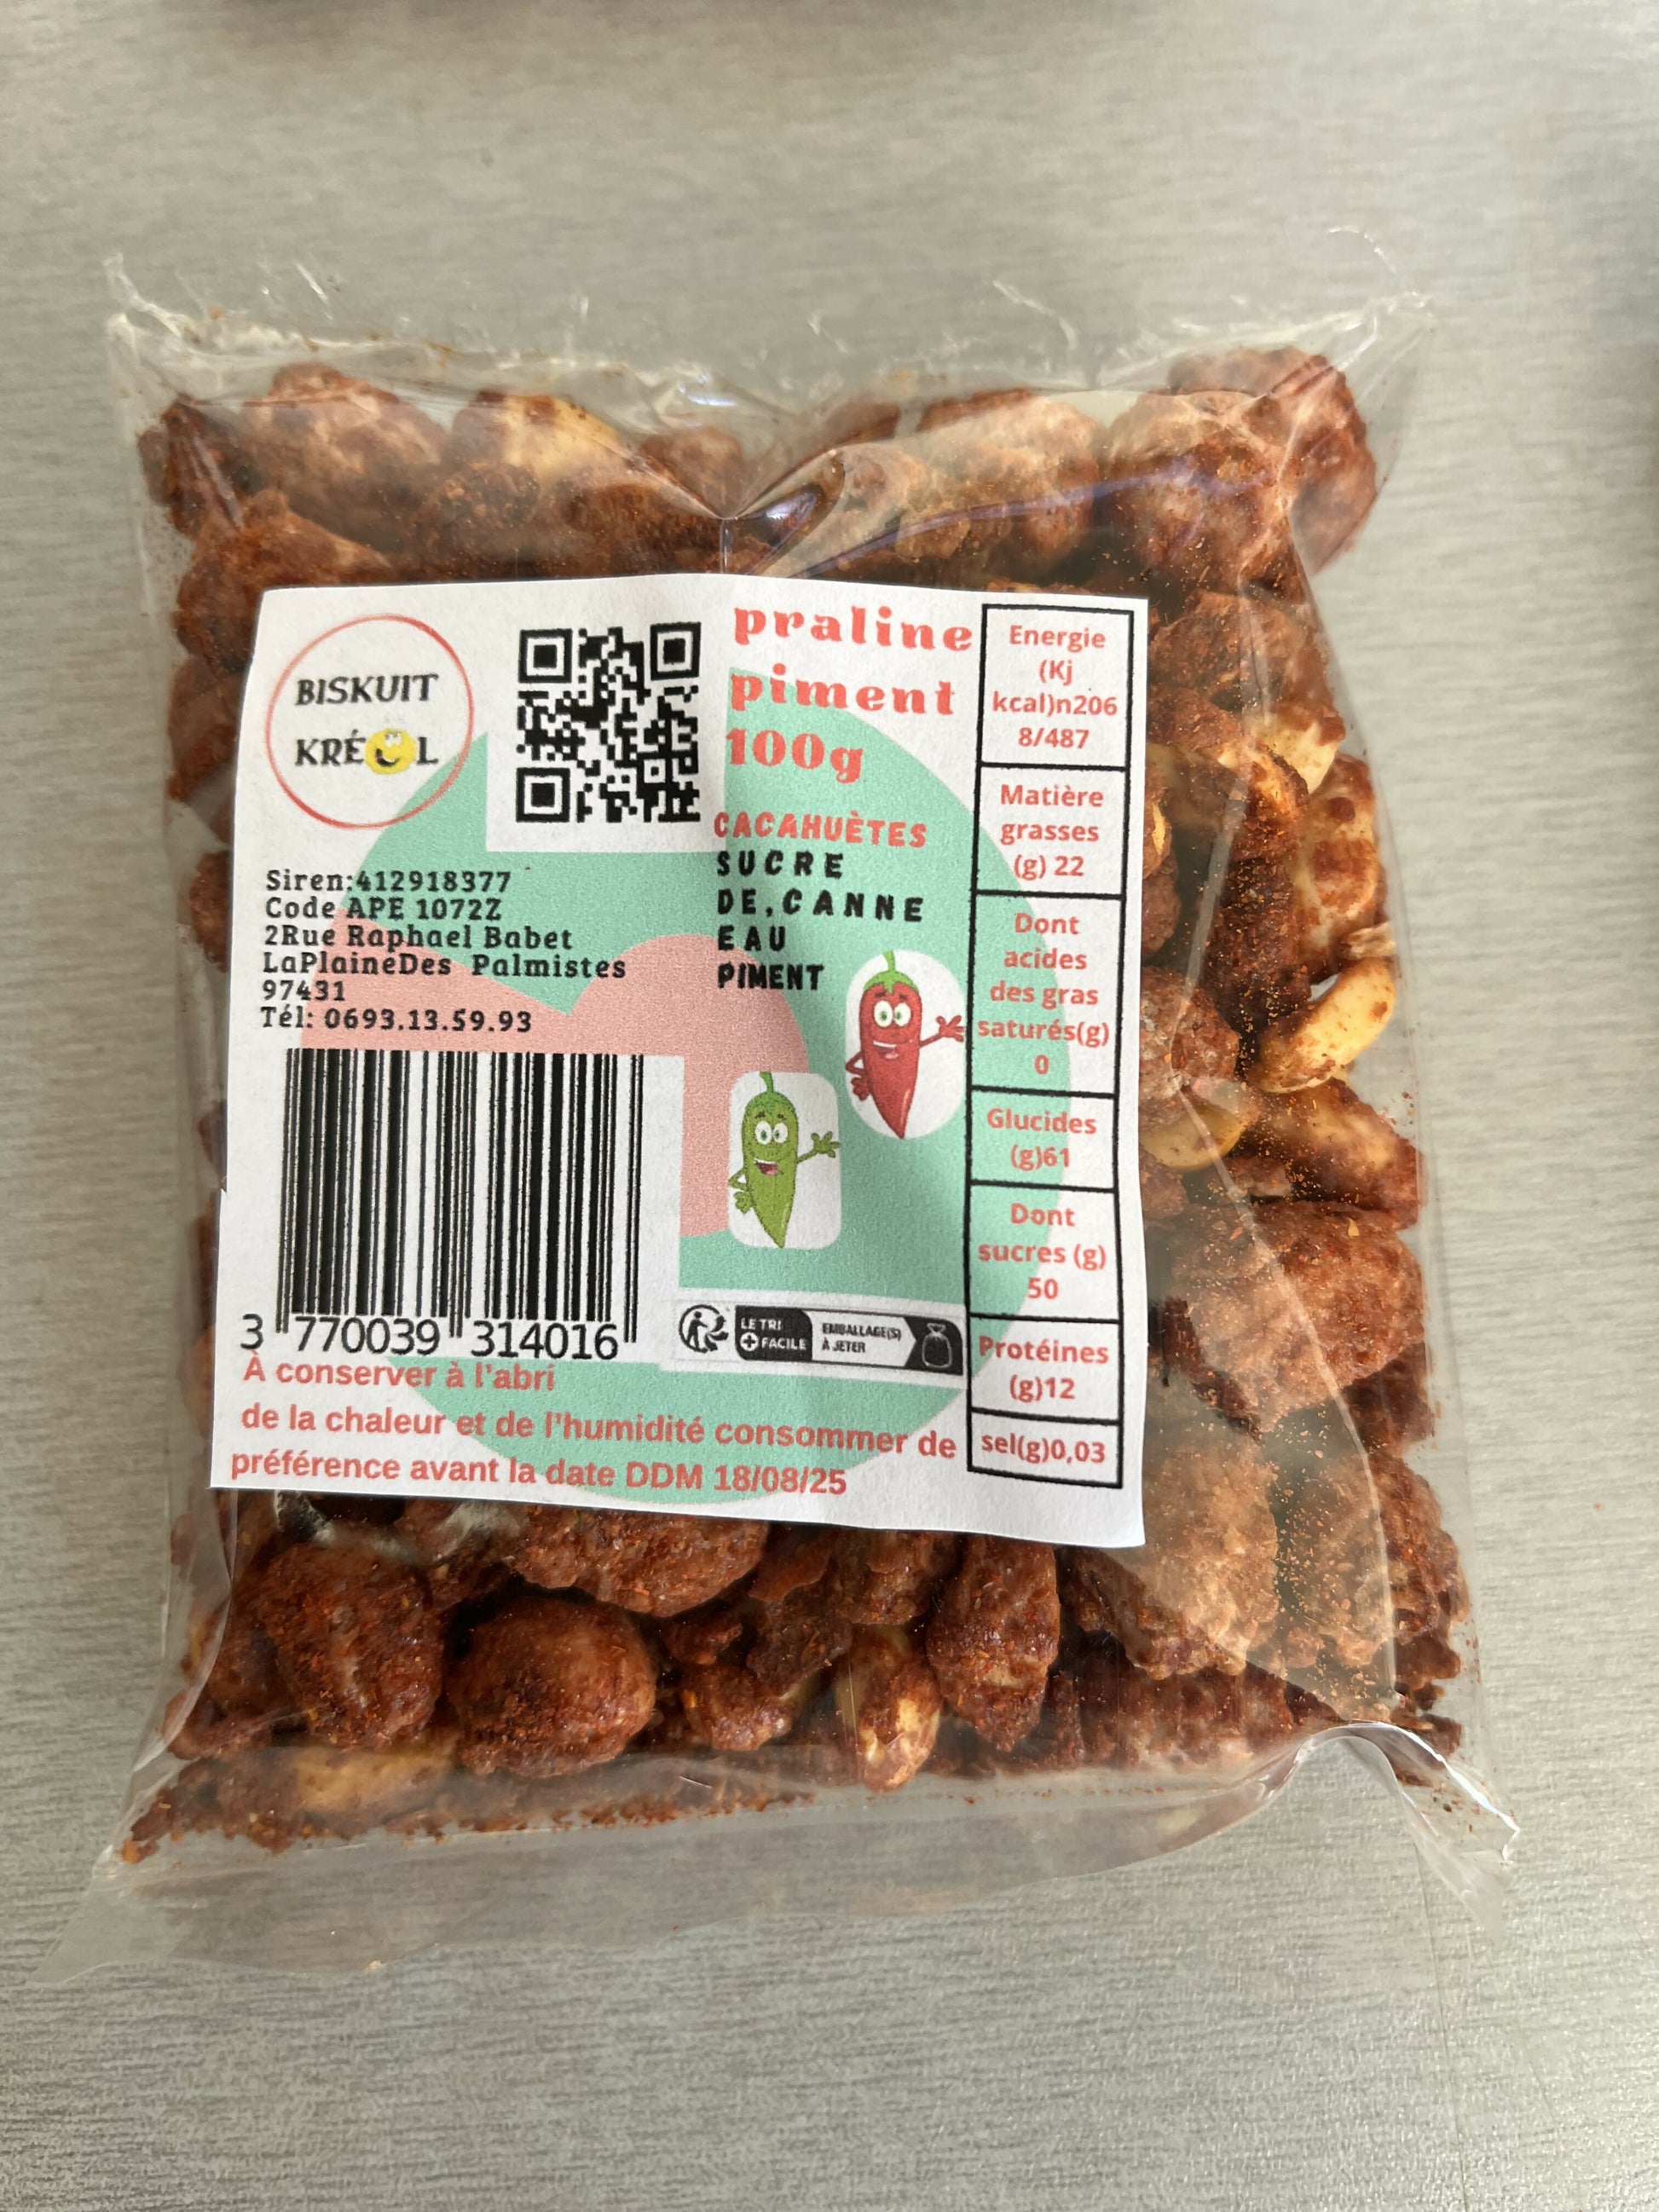 BISKUIT
KRÉOL
praline
piment
100g
CACAHUÈTES
SUCRE
DE,CANNE
EAU
PIMENT
Siren:412918377
Code APE 1072Z
2Rue Raphael Babet
LaPlaineDes Palmistes
97431
Tél: 0693.13.59.93
3 770039 314016
LE TRI
+ FACILE
EMBALLAGE(S)
À JETER
À conserver à l'abri
de la chaleur et de l'humidité consommer de
préférence avant la date DDM 18/08/25
Energie
(Kj
kcal)n206
8/487
Matière
grasses
(g) 22
Dont
acides
des gras
saturés(g)
0
Glucides
(g)61
Dont
sucres (g)
50
Protéines
(g)12
sel(g)0,03